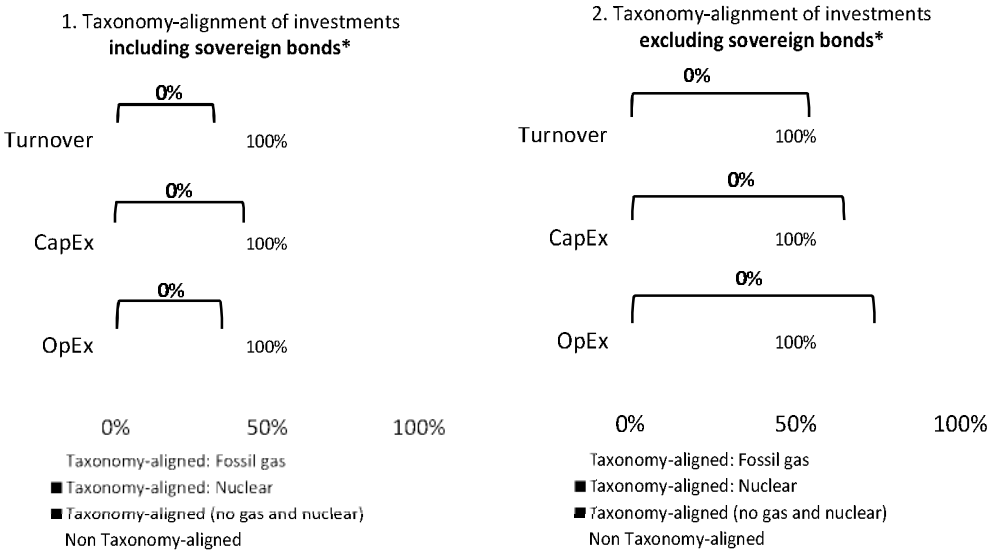 1. Taxonomy-alignment of investments
including sovereign bonds*
0%
Turnover
100%
0%
CapEx
100%
0%
OpEx
100%
0%
50%
100%
Taxonomy-aligned: Fossil gas
Taxonomy-aligned: Nuclear
Taxonomy-aligned (no gas and nuclear)
Non Taxonomy-aligned
2. Taxonomy-alignment of investments
excluding sovereign bonds*
0%
Turnover
100%
0%
CapEx
100%
0%
OpEx
100%
0%
50%
100%
Taxonomy-aligned: Fossil gas
Taxonomy-aligned: Nuclear
Taxonomy-aligned (no gas and nuclear)
Non Taxonomy-aligned